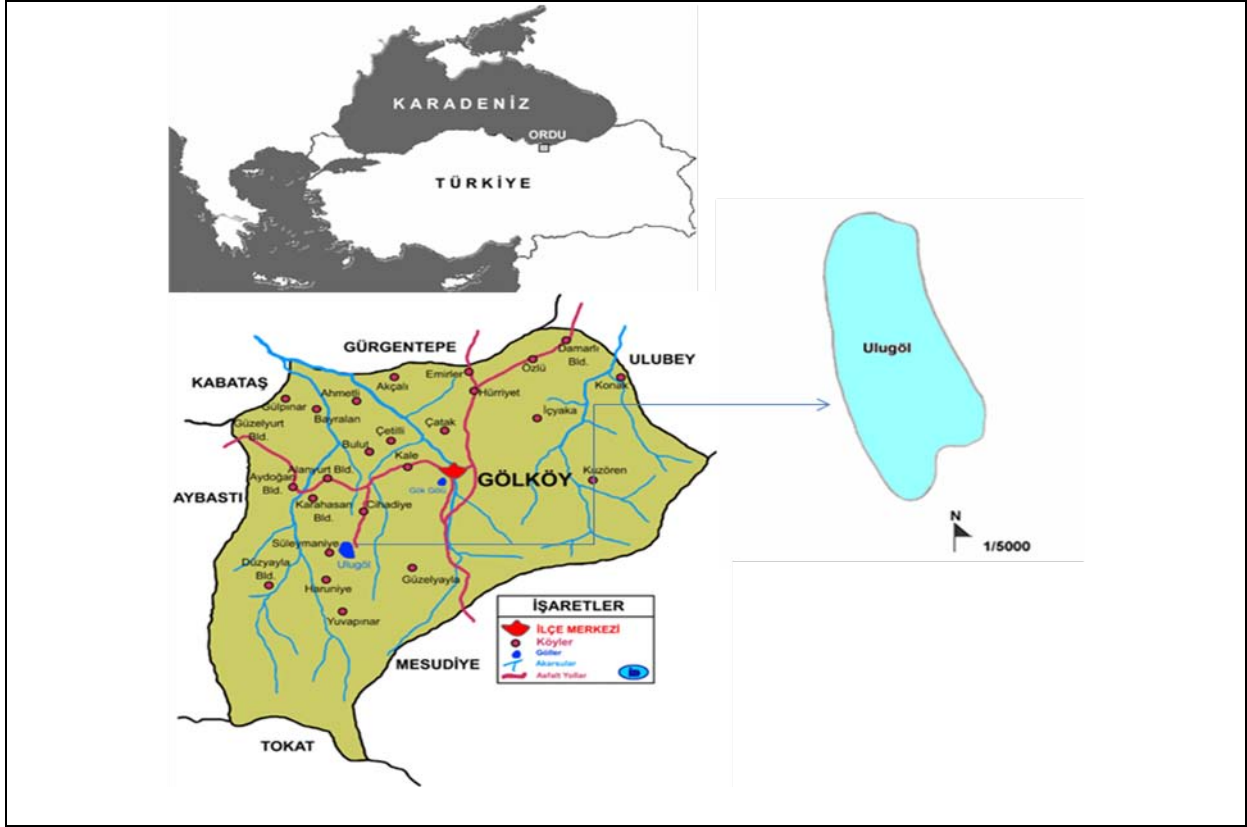 KARADENİZ
ORDU
TÜRKİYE
Ulugöl
N
1/5000
GÜRGENTEPE
ULUBEY
KABATAŞ
AYBASTI
GÖLKÖY
MESUDİYE
TOKAT
Damarlı
Bld.
Özlü
Emirler
Hürriyet
Konak
Akçalı
Ahmetli
Gülpınar
Bayralan
Güzelyurt
Bld.
Çetilli
Çatak
İçyaka
Bulut
Kale
Alanyurt Bld.
Aydoğan
Bld.
Gök Gölü
Kuzören
Karahasan
Bld.
Cihadiye
Süleymaniye
Ulugöl
Düzyayla
Bld.
Haruniye
Güzelyayla
Yuvapınar
İŞARETLER
İLÇE MERKEZİ
Köyler
Göller
Akarsular
Asfalt Yollar